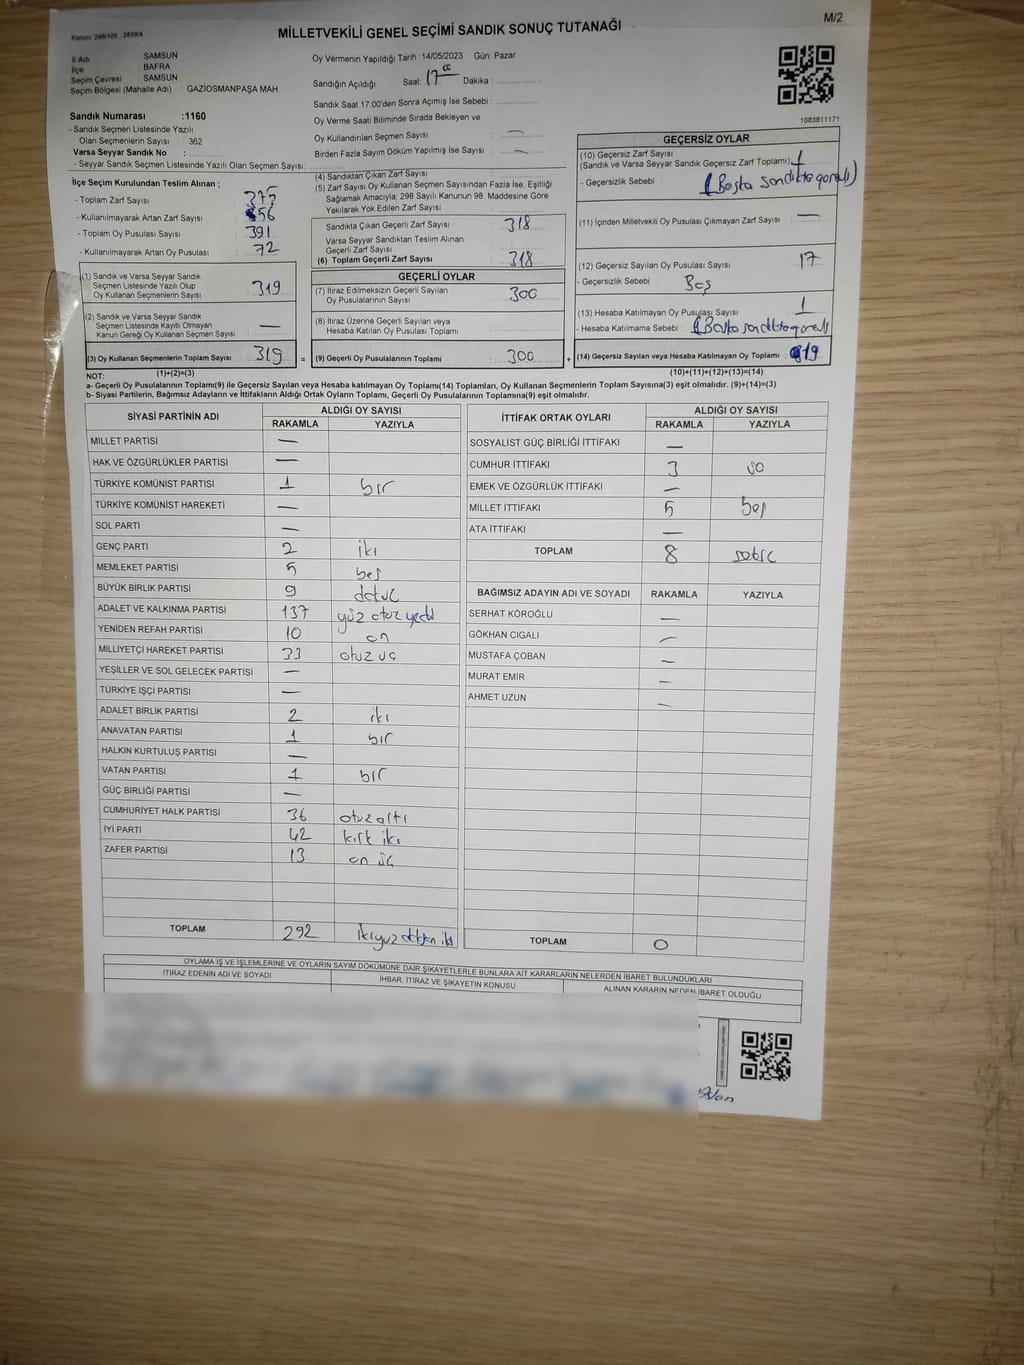 M/2
Kanun: 298/105 , 2839/4
MİLLETVEKİLİ GENEL SEÇİMİ SANDIK SONUÇ TUTANAĞI
İl Adı SAMSUN
İlçe BAFRA
Seçim Çevresi SAMSUN
Seçim Bölgesi (Mahalle Adı) : GAZİOSMANPAŞA MAH.
Sandık Numarası :1160
- Sandık Seçmen Listesinde Yazılı
Olan Seçmenlerin Sayısı : 362
Varsa Seyyar Sandık No :
- Seyyar Sandık Seçmen Listesinde Yazılı Olan Seçmen Sayısı:
Oy Vermenin Yapıldığı Tarih :14/05/2023 Gün: Pazar
Sandığın Açıldığı Saat: 17 00 Dakika :
Sandık Saat 17:00'den Sonra Açımış İse Sebebi :
Oy Verme Saati Bitiminde Sırada Bekleyen ve
Oy Kullandırılan Seçmen Sayısı : —
Birden Fazla Sayım Döküm Yapılmış İse Sayısı : —
1083811171
İlçe Seçim Kurulundan Teslim Alınan ;
- Toplam Zarf Sayısı : 375
- Kullanılmayarak Artan Zarf Sayısı : 56
- Toplam Oy Pusulası Sayısı : 391
- Kullanılmayarak Artan Oy Pusulası : 72
(1) Sandık ve Varsa Seyyar Sandık
Seçmen Listesinde Yazılı Olup
Oy Kullanan Seçmenlerin Sayısı 319
(2) Sandık ve Varsa Seyyar Sandık
Seçmen Listesinde Kayıtlı Olmayan
Kanun Gereği Oy Kullanan Seçmen Sayısı : —
(3) Oy Kullanan Seçmenlerin Toplam Sayısı 319 =
(1)+(2)=(3)
(4) Sandıktan Çıkan Zarf Sayısı
(5) Zarf Sayısı Oy Kullanan Seçmen Sayısından Fazla İse, Eşitliği
Sağlamak Amacıyla; 298 Sayılı Kanunun 98. Maddesine Göre
Yakılarak Yok Edilen Zarf Sayısı
Sandıkta Çıkan Geçerli Zarf Sayısı 318
Varsa Seyyar Sandıktan Teslim Alınan
Geçerli Zarf Sayısı
(6) Toplam Geçerli Zarf Sayısı 318
GEÇERLİ OYLAR
(7) İtiraz Edilmeksizin Geçerli Sayılan
Oy Pusulalarının Sayısı 300
(8) İtiraz Üzerine Geçerli Sayılan veya
Hesaba Katılan Oy Pusulası Toplamı
(9) Geçerli Oy Pusulalarının Toplamı 300 +
GEÇERSİZ OYLAR
(10) Geçersiz Zarf Sayısı
(Sandık ve Varsa Seyyar Sandık Geçersiz Zarf Toplamı) 1
- Geçersizlik Sebebi :
(11) İçinden Milletvekili Oy Pusulası Çıkmayan Zarf Sayısı : —
(12) Geçersiz Sayılan Oy Pusulası Sayısı 17
- Geçersizlik Sebebi : Boş
(13) Hesaba Katılmayan Oy Pusulası Sayısı 1
- Hesaba Katılmama Sebebi :
(14) Geçersiz Sayılan veya Hesaba Katılmayan Oy Toplamı : 19
(10)+(11)+(12)+(13)=(14)
NOT:
a- Geçerli Oy Pusulalarının Toplamı(9) ile Geçersiz Sayılan veya Hesaba katılmayan Oy Toplamı(14) Toplamları, Oy Kullanan Seçmenlerin Toplam Sayısına(3) eşit olmalıdır. (9)+(14)=(3)
b- Siyasi Partilerin, Bağımsız Adayların ve İttifakların Aldığı Ortak Oyların Toplamı, Geçerli Oy Pusulalarının Toplamına(9) eşit olmalıdır.
SİYASİ PARTİNİN ADI ALDIĞI OY SAYISI
RAKAMLA YAZIYLA
MİLLET PARTİSİ —
HAK VE ÖZGÜRLÜKLER PARTİSİ —
TÜRKİYE KOMÜNİST PARTİSİ 1 bir
TÜRKİYE KOMÜNİST HAREKETİ —
SOL PARTİ —
GENÇ PARTİ 2 iki
MEMLEKET PARTİSİ 5 beş
BÜYÜK BİRLİK PARTİSİ 9 dokuz
ADALET VE KALKINMA PARTİSİ 137 yüz otuz yedi
YENİDEN REFAH PARTİSİ 10 on
MİLLİYETÇİ HAREKET PARTİSİ 33 otuz üç
YEŞİLLER VE SOL GELECEK PARTİSİ —
TÜRKİYE İŞÇİ PARTİSİ —
ADALET BİRLİK PARTİSİ 2 iki
ANAVATAN PARTİSİ 1 bir
HALKIN KURTULUŞ PARTİSİ —
VATAN PARTİSİ 1 bir
GÜÇ BİRLİĞİ PARTİSİ —
CUMHURİYET HALK PARTİSİ 36 otuz altı
İYİ PARTİ 42 kırk iki
ZAFER PARTİSİ 13 on üç
TOPLAM 292 ikiyüz doksan iki
İTTİFAK ORTAK OYLARI ALDIĞI OY SAYISI
RAKAMLA YAZIYLA
SOSYALİST GÜÇ BİRLİĞİ İTTİFAKI —
CUMHUR İTTİFAKI 3 üç
EMEK VE ÖZGÜRLÜK İTTİFAKI —
MİLLET İTTİFAKI 5 beş
ATA İTTİFAKI —
TOPLAM 8 sekiz
BAĞIMSIZ ADAYIN ADI VE SOYADI RAKAMLA YAZIYLA
SERHAT KÖROĞLU —
GÖKHAN CIGALI —
MUSTAFA ÇOBAN —
MURAT EMİR —
AHMET UZUN —
TOPLAM 0
OYLAMA İŞ VE İŞLEMLERİNE VE OYLARIN SAYIM DÖKÜMÜNE DAİR ŞİKAYETLERLE BUNLARA AİT KARARLARIN NELERDEN İBARET BULUNDUKLARI
İTİRAZ EDENİN ADI VE SOYADI İHBAR, İTİRAZ VE ŞİKAYETİN KONUSU ALINAN KARARIN NEDEN İBARET OLDUĞU